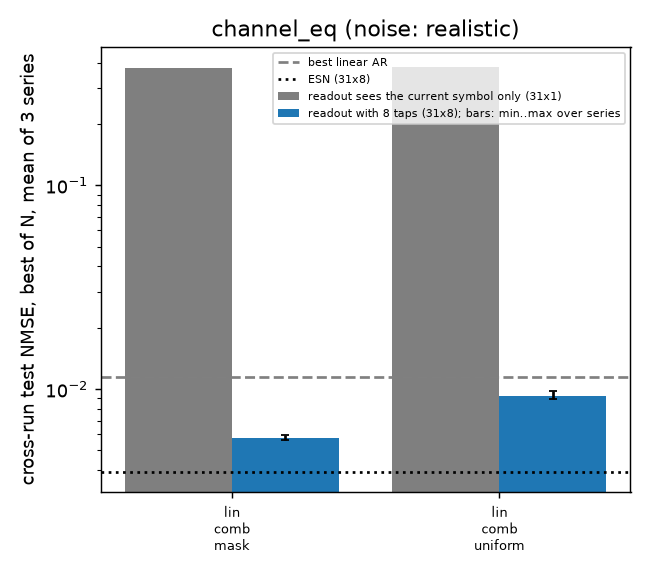 channel_eq (noise: realistic)
cross-run test NMSE, best of N, mean of 3 series
10⁻¹
10⁻²
best linear AR
ESN (31x8)
readout sees the current symbol only (31x1)
readout with 8 taps (31x8); bars: min..max over series
lin
comb
mask
lin
comb
uniform